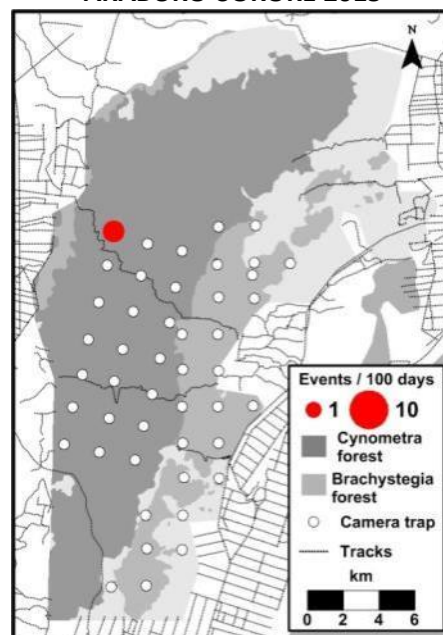 N
Events / 100 days
1 10
Cynometra
forest
Brachystegia
forest
Camera trap
Tracks
km
0 2 4 6